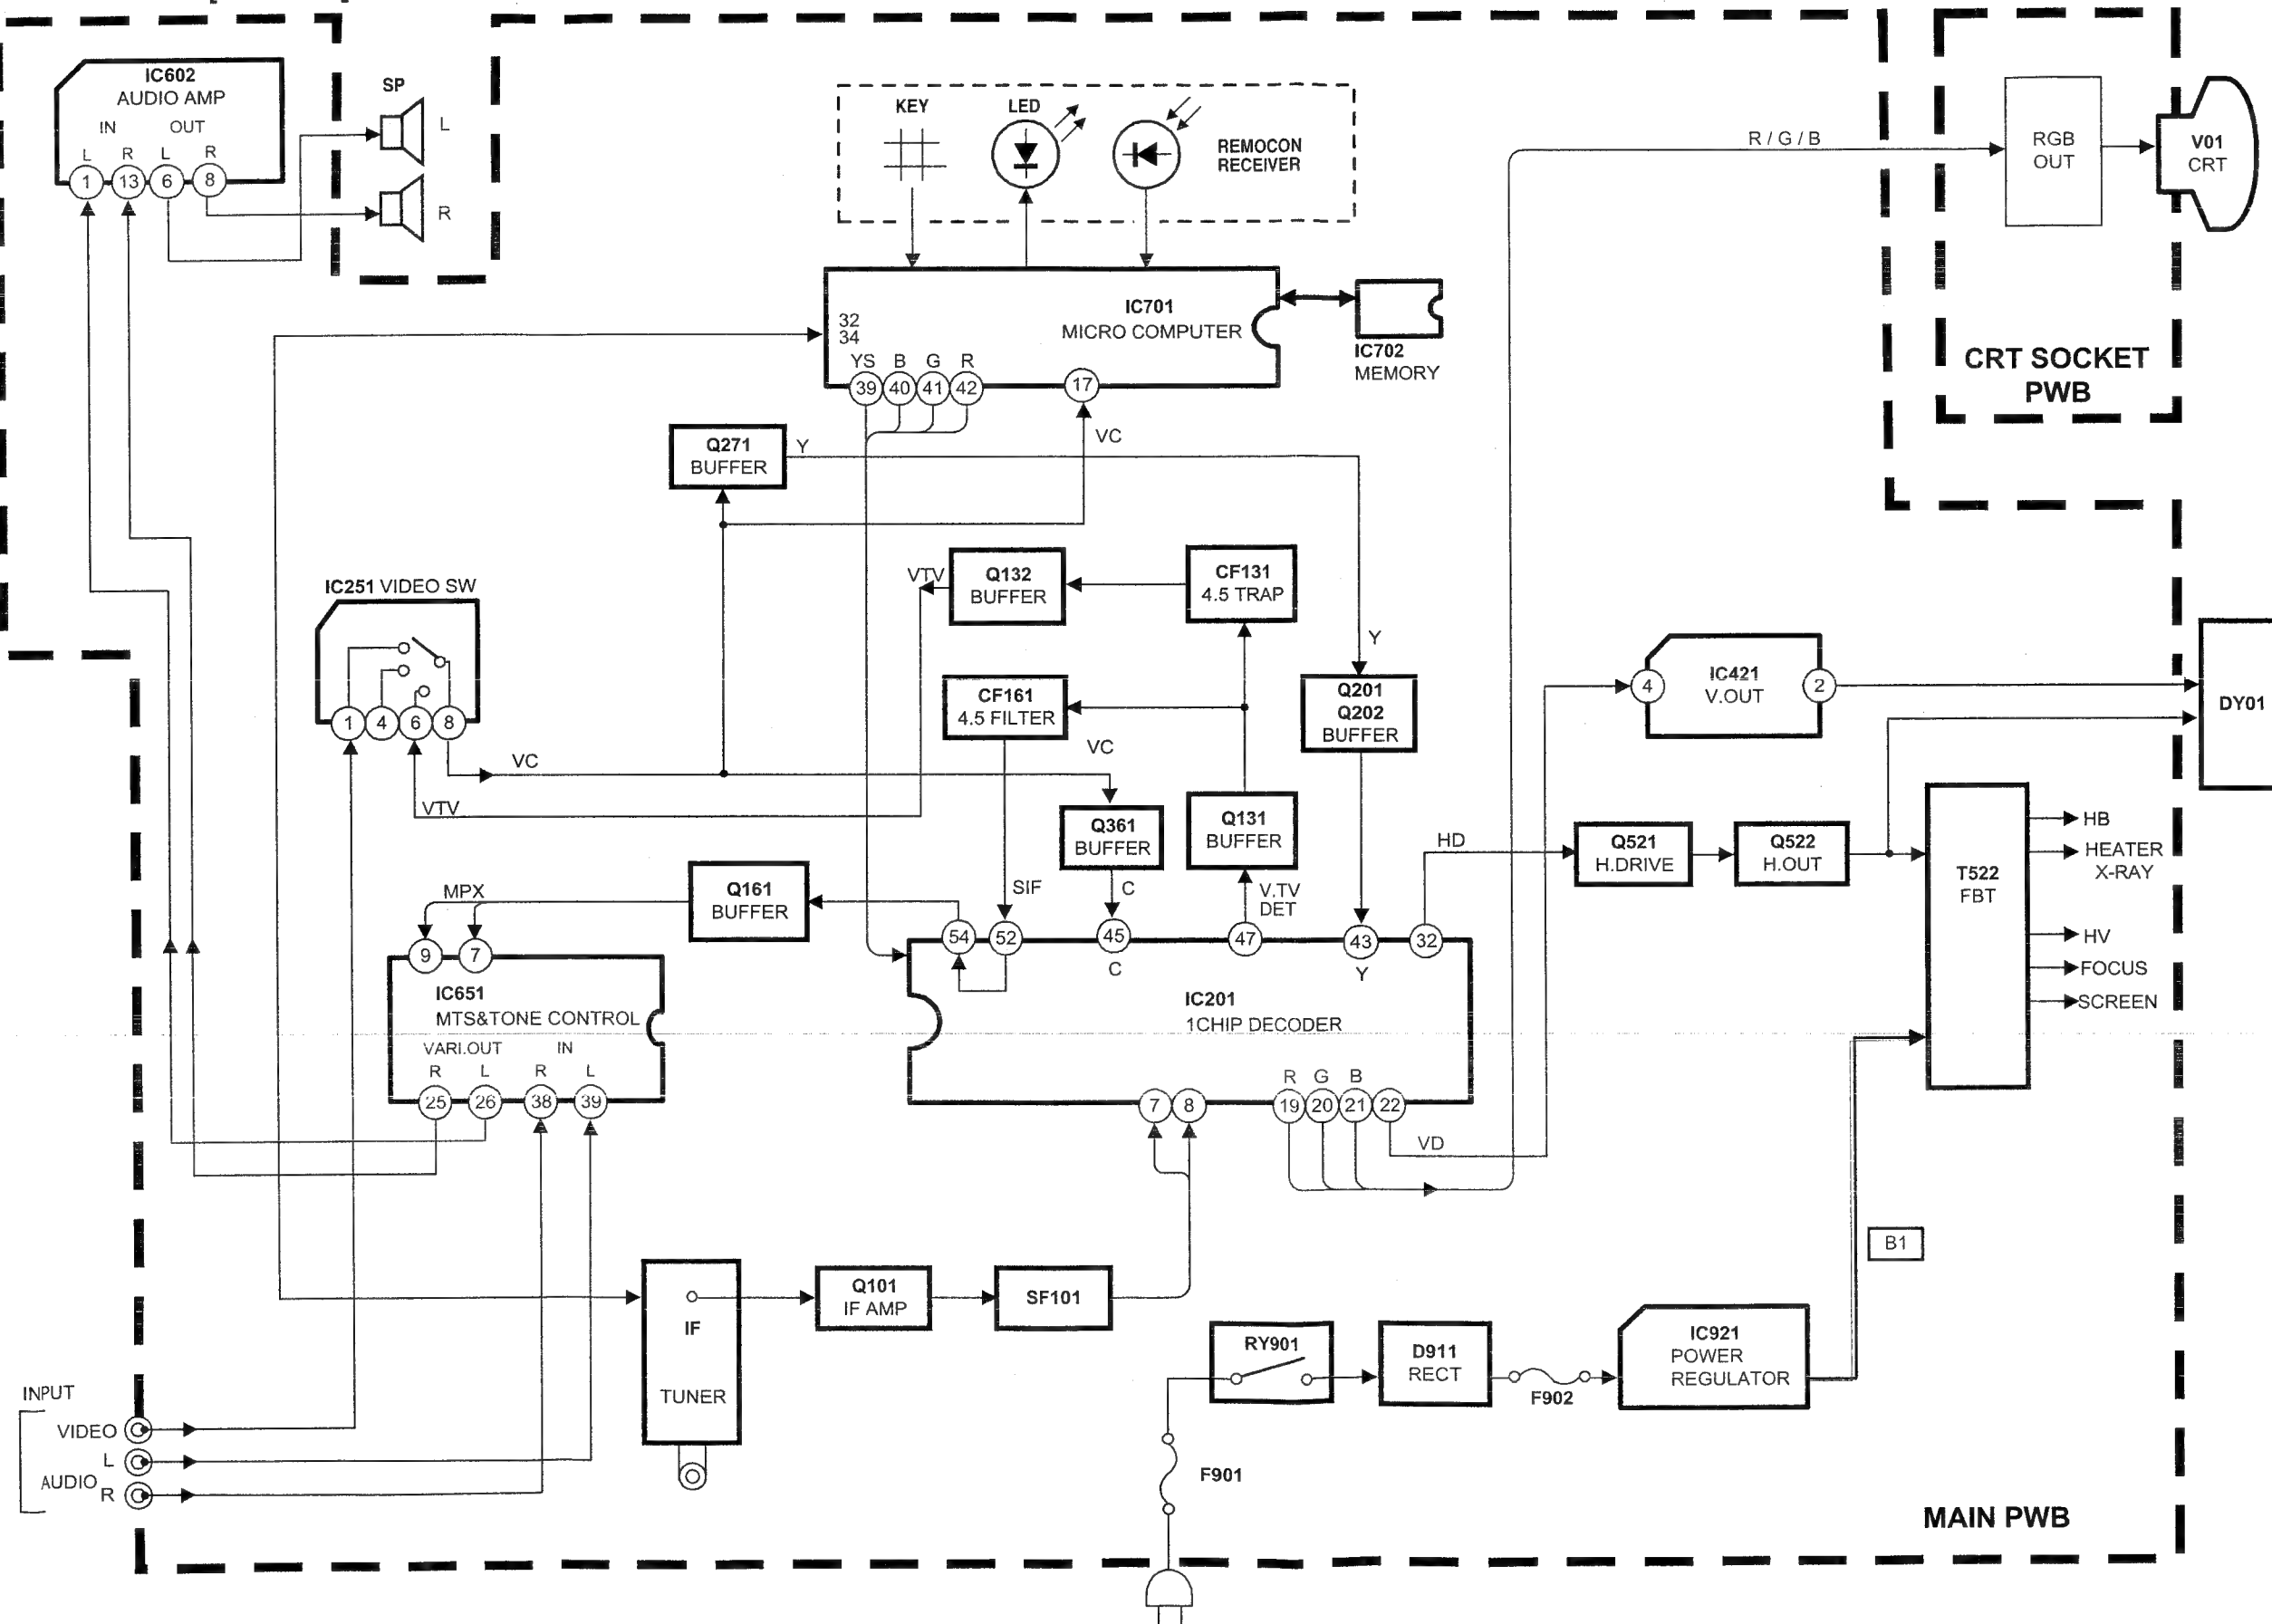 IC602
AUDIO AMP
IN OUT
L R L R
1 13 6 8
SP
L
R
KEY
LED
REMOCON
RECEIVER
R / G / B
RGB
OUT
V01
CRT
CRT SOCKET
PWB
IC701
MICRO COMPUTER
32
34
YS B G R
39 40 41 42
17
IC702
MEMORY
VC
Q271
BUFFER
Y
IC251 VIDEO SW
1 4 6 8
VTV
Q132
BUFFER
CF131
4.5 TRAP
Y
CF161
4.5 FILTER
Q201
Q202
BUFFER
IC421
V.OUT
4
2
DY01
VC
VC
VTV
Q361
BUFFER
Q131
BUFFER
HD
Q521
H.DRIVE
Q522
H.OUT
T522
FBT
HB
HEATER
X-RAY
HV
FOCUS
SCREEN
MPX
Q161
BUFFER
SIF
C
V.TV
DET
9 7
54 52 45 47 43 32
C
Y
IC651
MTS&TONE CONTROL
VARI.OUT IN
R L R L
25 26 38 39
IC201
1CHIP DECODER
R G B
7 8 19 20 21 22
VD
B1
IF
TUNER
Q101
IF AMP
SF101
RY901
D911
RECT
F902
IC921
POWER
REGULATOR
F901
INPUT
VIDEO
L
AUDIO
R
MAIN PWB